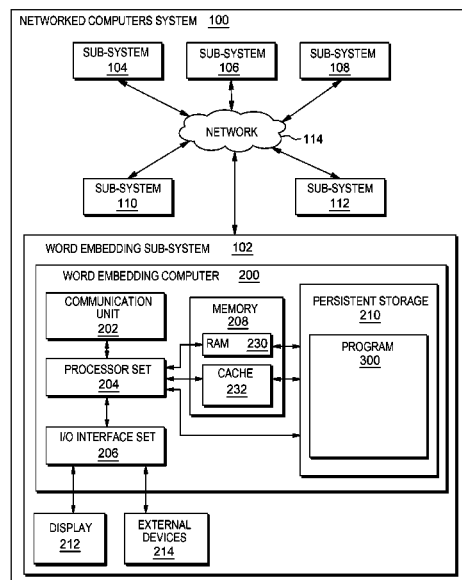 NETWORKED COMPUTERS SYSTEM 100
SUB-SYSTEM
104
SUB-SYSTEM
106
SUB-SYSTEM
108
NETWORK
114
SUB-SYSTEM
110
SUB-SYSTEM
112
WORD EMBEDDING SUB-SYSTEM 102
WORD EMBEDDING COMPUTER 200
COMMUNICATION
UNIT
202
PROCESSOR SET
204
I/O INTERFACE SET
206
MEMORY
208
RAM 230
CACHE
232
PERSISTENT STORAGE
210
PROGRAM
300
DISPLAY
212
EXTERNAL
DEVICES
214